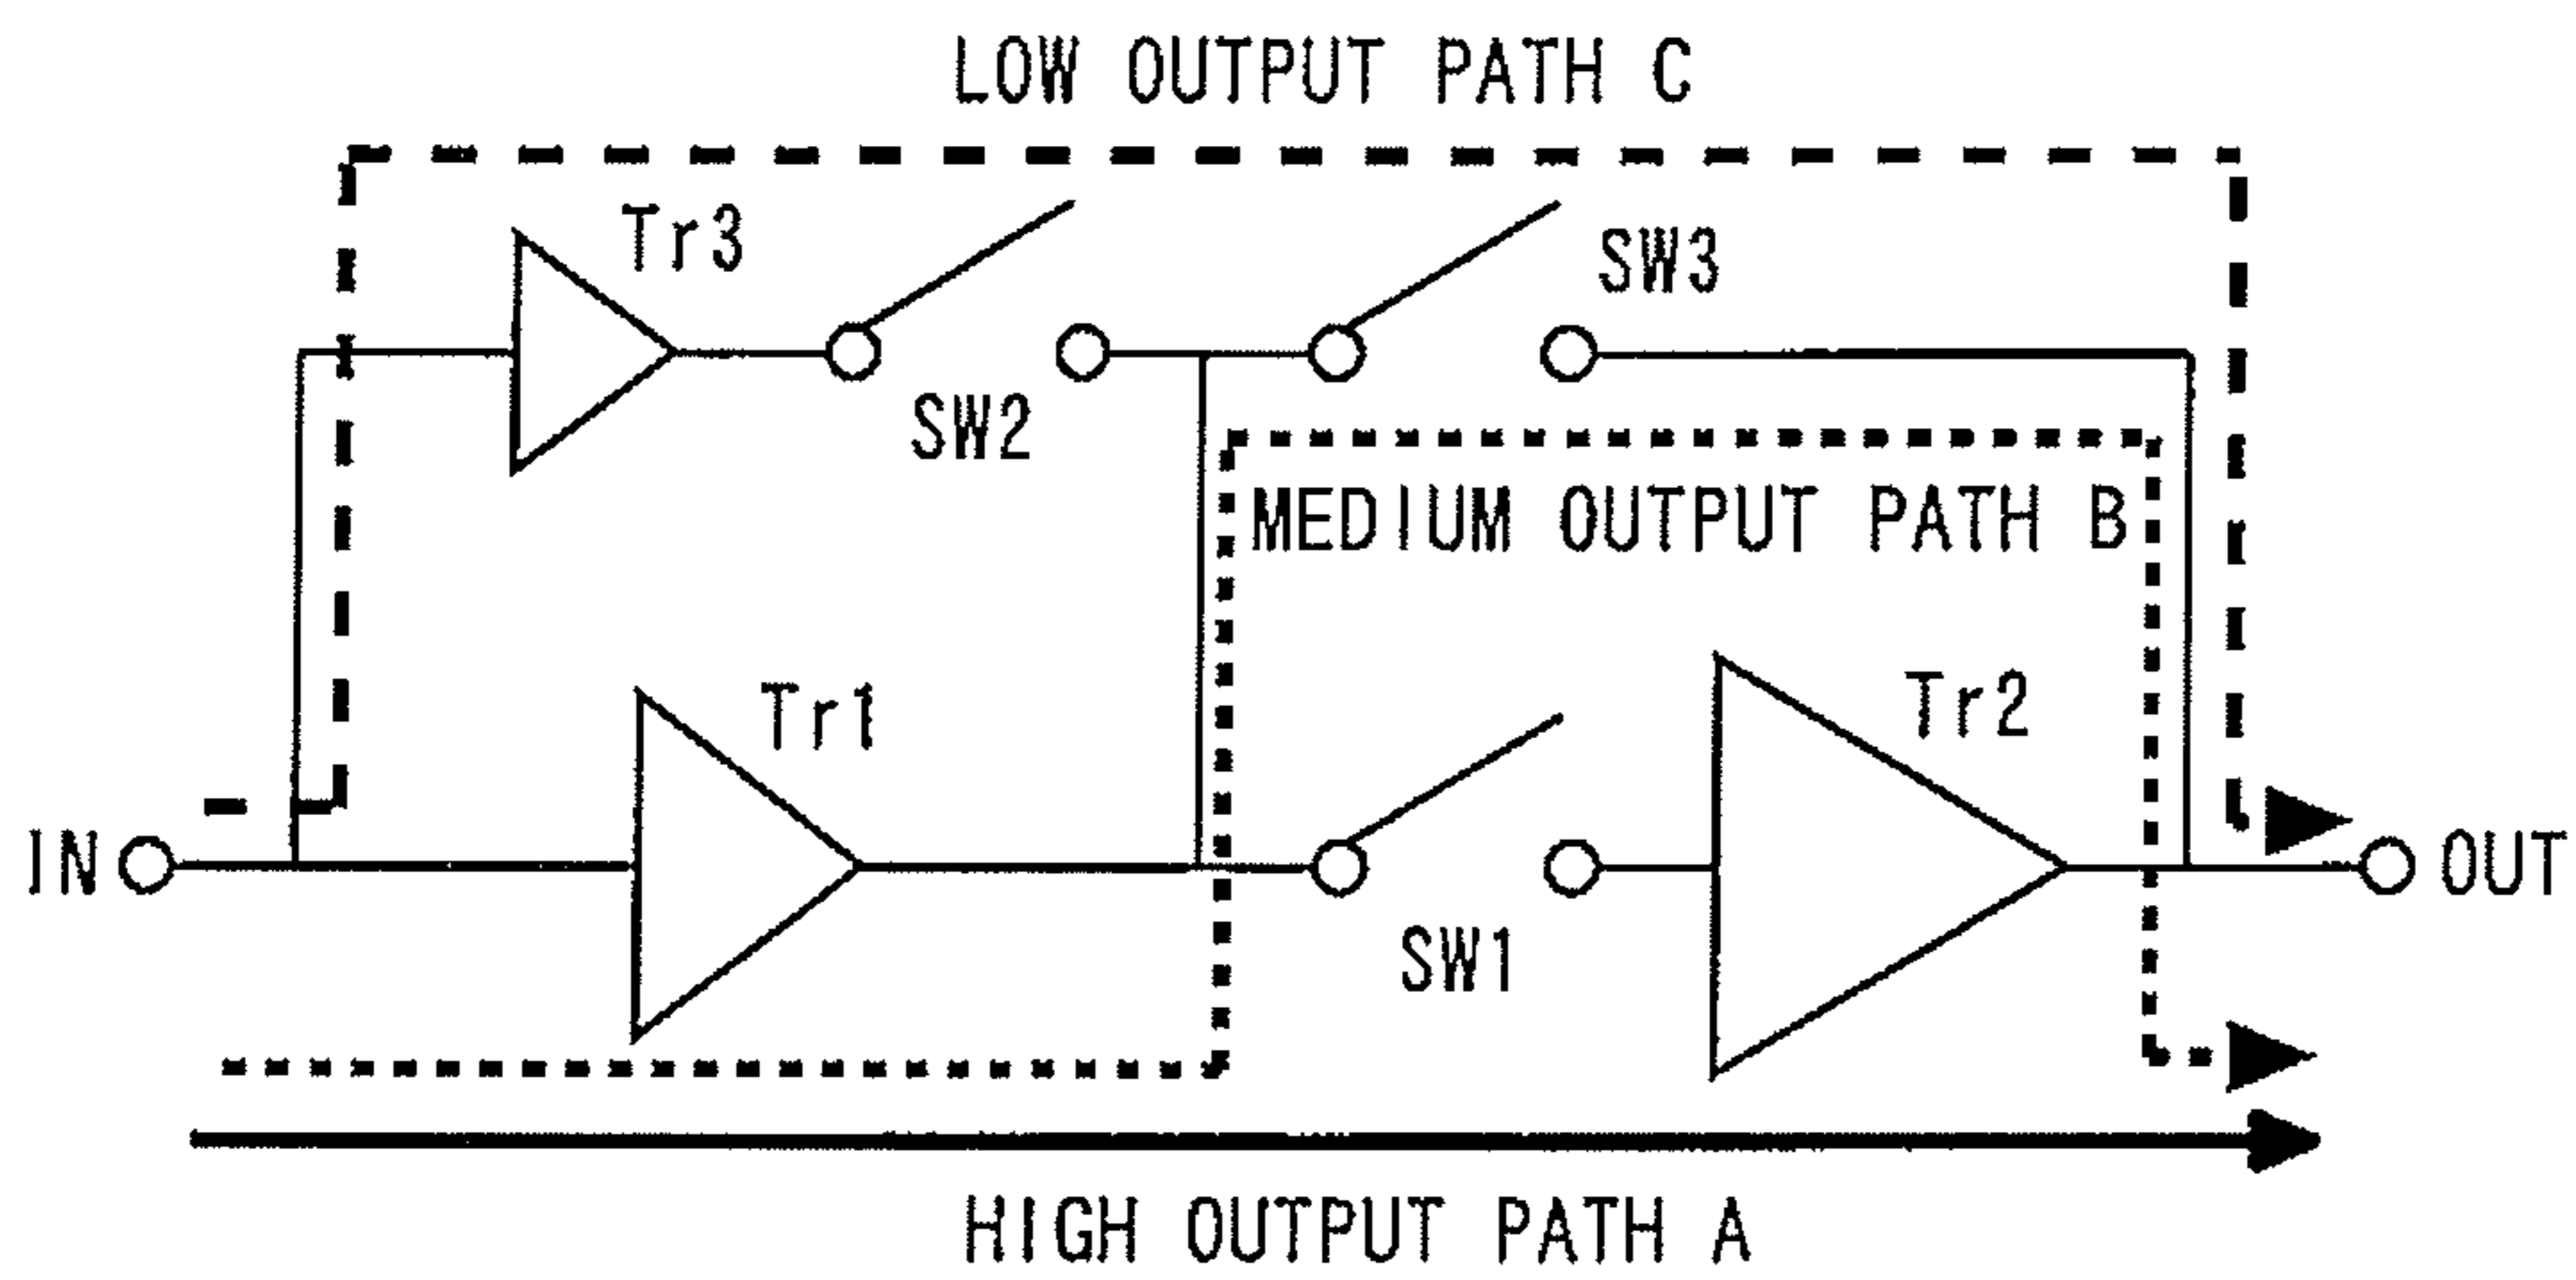 LOW OUTPUT PATH C
Tr3
SW3
SW2
MEDIUM OUTPUT PATH B
Tr1
Tr2
IN
OUT
SW1
HIGH OUTPUT PATH A